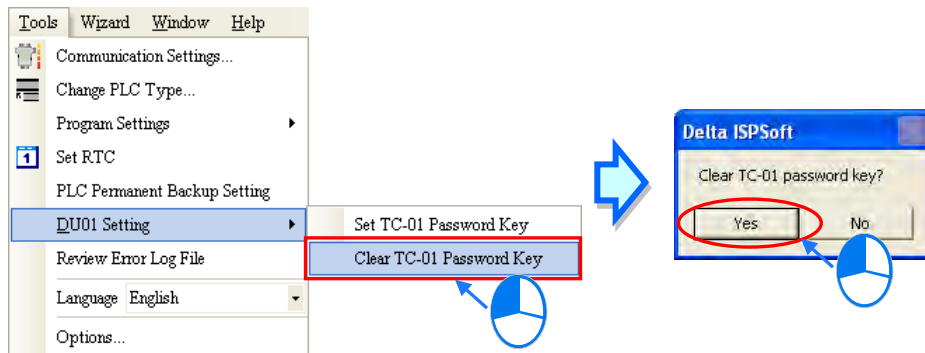 Tools Wizard Window Help
Communication Settings...
Change PLC Type...
Program Settings
1 Set RTC
PLC Permanent Backup Setting
DU01 Setting
Set TC-01 Password Key
Review Error Log File
Clear TC-01 Password Key
Language English
Options...
Delta ISPSoft
Clear TC-01 password key?
Yes No